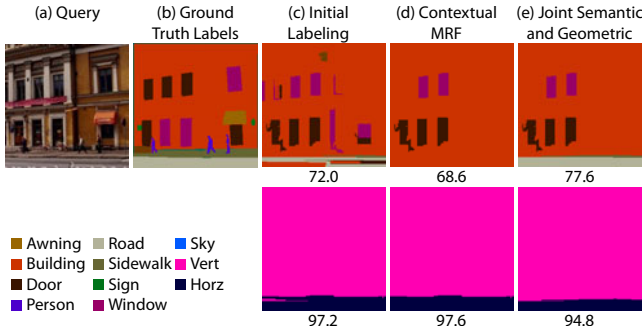 (a) Query
(b) Ground Truth Labels
(c) Initial Labeling
(d) Contextual MRF
(e) Joint Semantic and Geometric
72.0
68.6
77.6
Awning
Road
Sky
Building
Sidewalk
Vert
Door
Sign
Horz
Person
Window
97.2
97.6
94.8